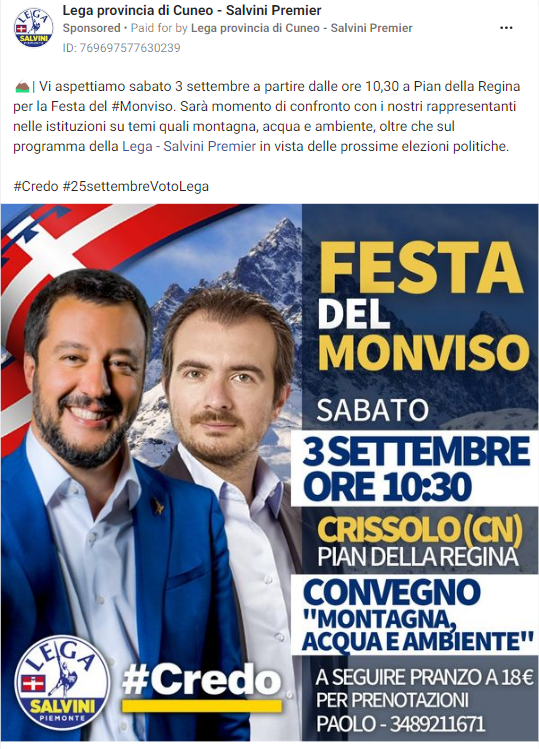 Lega provincia di Cuneo - Salvini Premier
Sponsored • Paid for by Lega provincia di Cuneo - Salvini Premier
ID: 769697577630239
| Vi aspettiamo sabato 3 settembre a partire dalle ore 10,30 a Pian della Regina
per la Festa del #Monviso. Sarà momento di confronto con i nostri rappresentanti
nelle istituzioni su temi quali montagna, acqua e ambiente, oltre che sul
programma della Lega - Salvini Premier in vista delle prossime elezioni politiche.
#Credo #25settembreVotoLega
FESTA
DEL
MONVISO
SABATO
3 SETTEMBRE
ORE 10:30
CRISSOLO (CN)
PIAN DELLA REGINA
CONVEGNO
"MONTAGNA,
ACQUA E AMBIENTE"
A SEGUIRE PRANZO A 18€
PER PRENOTAZIONI
PAOLO - 3489211671
LEGA
SALVINI
PIEMONTE
#Credo